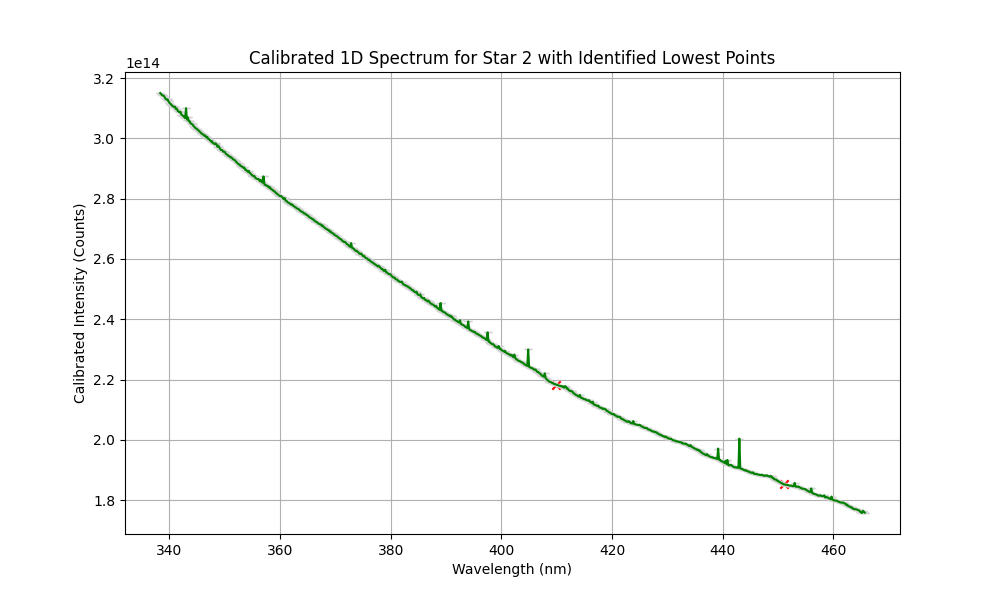 Calibrated 1D Spectrum for Star 2 with Identified Lowest Points
1e14
3.2
3.0
2.8
2.6
2.4
2.2
2.0
1.8
Calibrated Intensity (Counts)
340 360 380 400 420 440 460
Wavelength (nm)